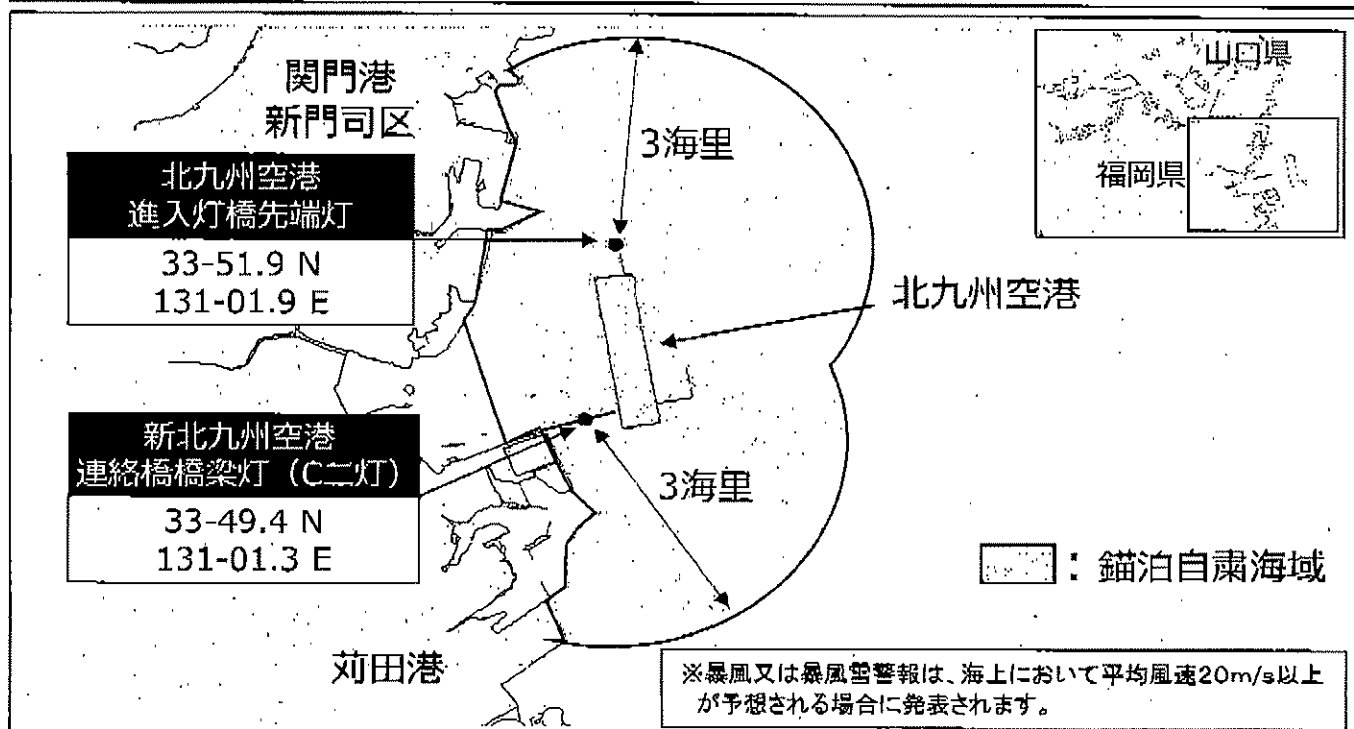 関門港
新門司区
3海里
山口県
福岡県
北九州空港
進入灯橋先端灯
33-51.9 N
131-01.9 E
北九州空港
新北九州空港
連絡橋橋梁灯（C二灯）
33-49.4 N
131-01.3 E
3海里
：錨泊自粛海域
苅田港
※暴風又は暴風雪警報は、海上において平均風速20m/s以上
が予想される場合に発表されます。